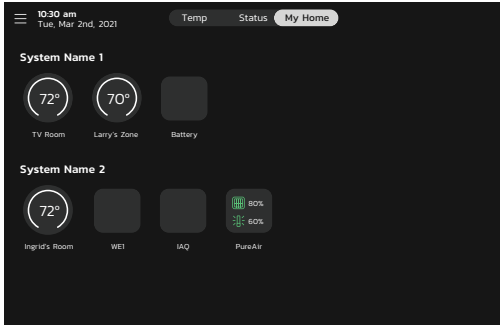 10:30 am
Tue, Mar 2nd, 2021
Temp Status My Home
System Name 1
72° 70°
TV Room Larry's Zone Battery
System Name 2
72° 80%
60%
Ingrid's Room WE1 IAQ PureAir